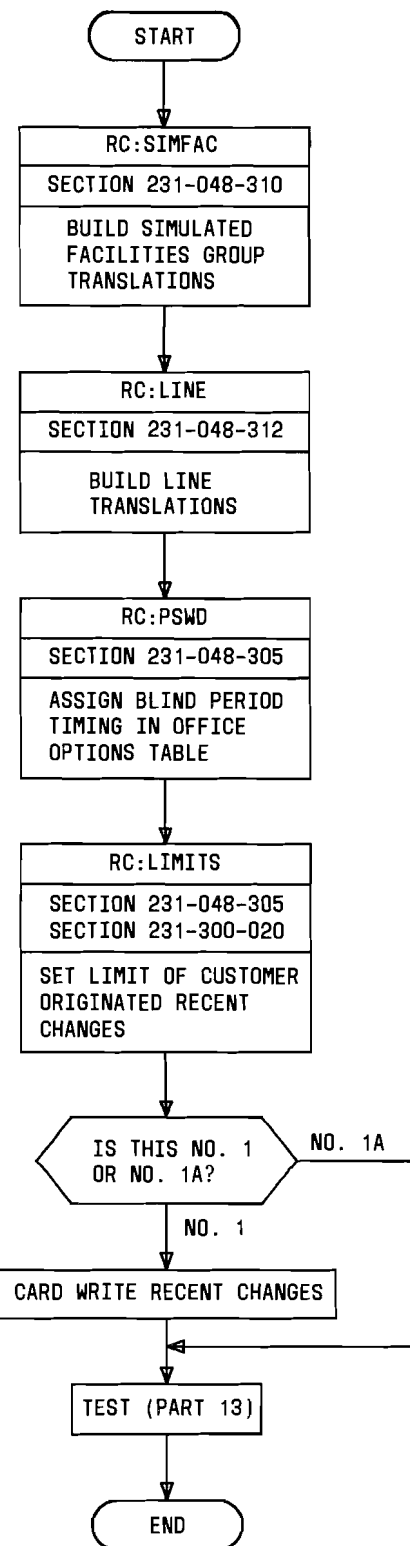 START
RC:SIMFAC
SECTION 231-048-310
BUILD SIMULATED
FACILITIES GROUP
TRANSLATIONS
RC:LINE
SECTION 231-048-312
BUILD LINE
TRANSLATIONS
RC:PSWD
SECTION 231-048-305
ASSIGN BLIND PERIOD
TIMING IN OFFICE
OPTIONS TABLE
RC:LIMITS
SECTION 231-048-305
SECTION 231-300-020
SET LIMIT OF CUSTOMER
ORIGINATED RECENT
CHANGES
IS THIS NO. 1
OR NO. 1A?
NO. 1A
NO. 1
CARD WRITE RECENT CHANGES
TEST (PART 13)
END